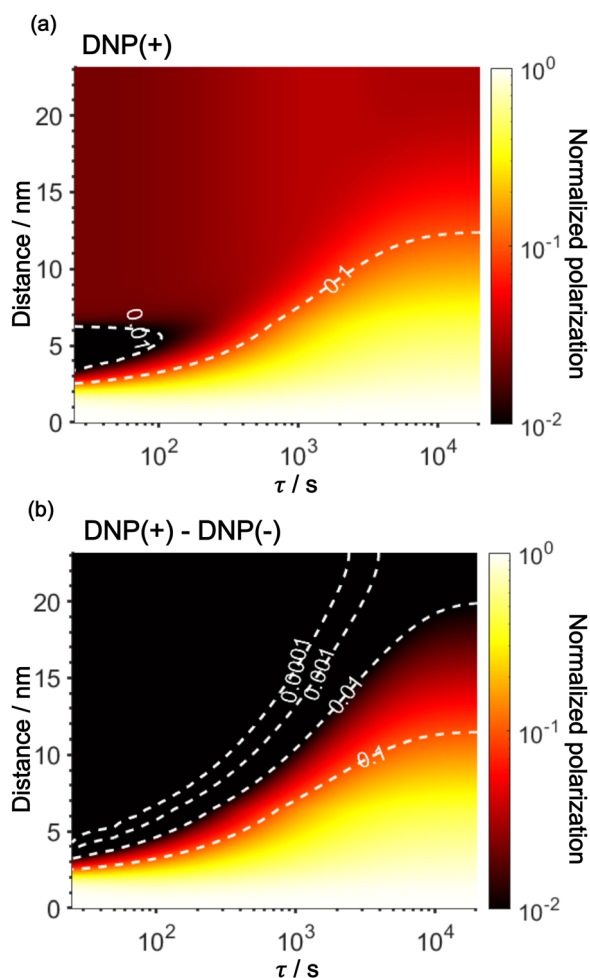 (a)
DNP(+)
Distance / nm
20
15
10
5
0
0.1
0.01
10²
10³
10⁴
τ / s
10⁰
10⁻¹
10⁻²
Normalized polarization
(b)
DNP(+) - DNP(-)
Distance / nm
20
15
10
5
0
0.0001
0.001
0.01
0.1
10²
10³
10⁴
τ / s
10⁰
10⁻¹
10⁻²
Normalized polarization